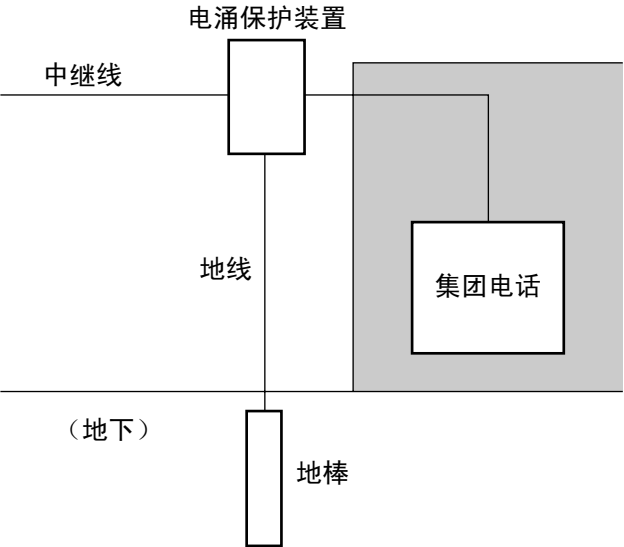 电涌保护装置
中继线
地线
集团电话
（地下）
地棒